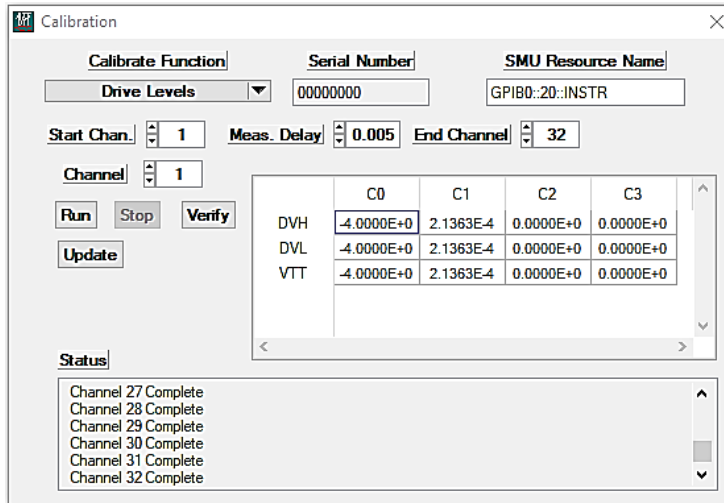 Calibration
Calibrate Function Serial Number SMU Resource Name
Drive Levels 00000000 GPIB0::20::INSTR
Start Chan. 1 Meas. Delay 0.005 End Channel 32
Channel 1
Run Stop Verify
Update
C0 C1 C2 C3
DVH -4.0000E+0 2.1363E-4 0.0000E+0 0.0000E+0
DVL -4.0000E+0 2.1363E-4 0.0000E+0 0.0000E+0
VTT -4.0000E+0 2.1363E-4 0.0000E+0 0.0000E+0
Status
Channel 27 Complete
Channel 28 Complete
Channel 29 Complete
Channel 30 Complete
Channel 31 Complete
Channel 32 Complete